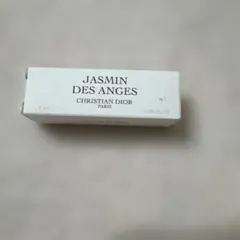 JASMIN
DES ANGES
CHRISTIAN DIOR
PARIS